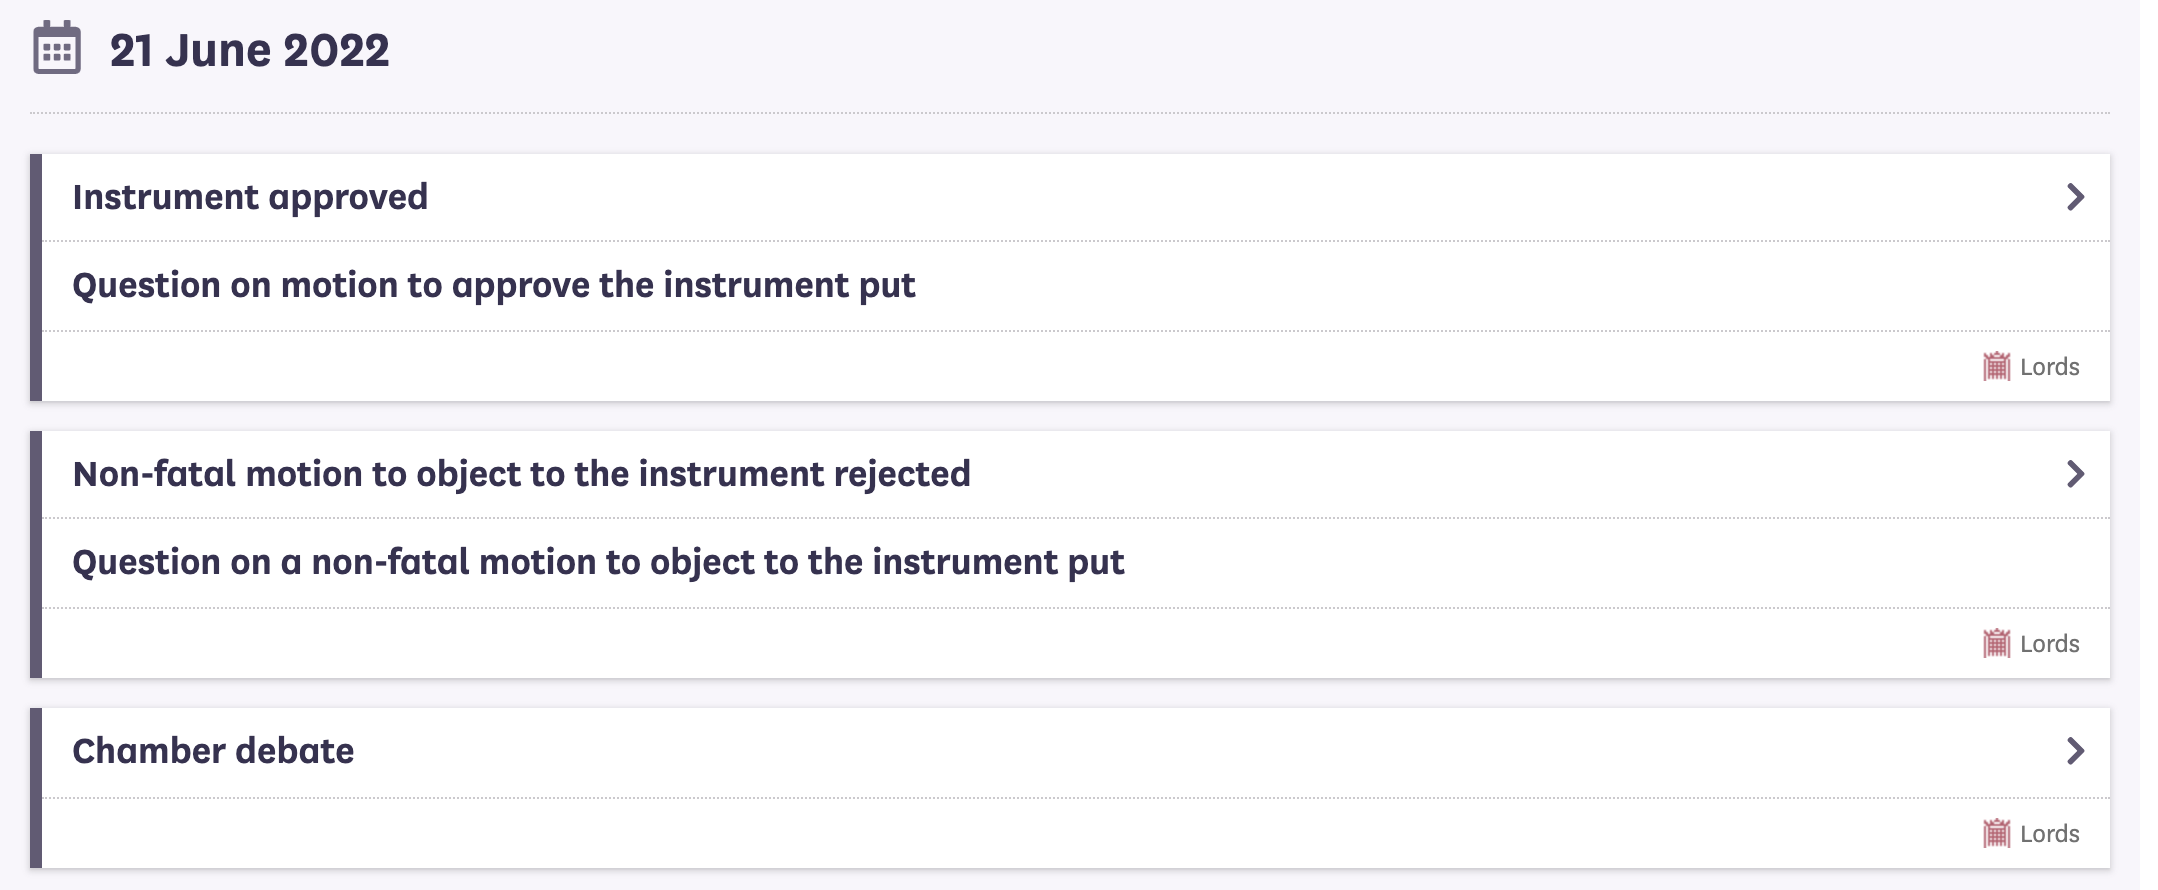 21 June 2022
Instrument approved
Question on motion to approve the instrument put
Lords
Non-fatal motion to object to the instrument rejected
Question on a non-fatal motion to object to the instrument put
Lords
Chamber debate
Lords